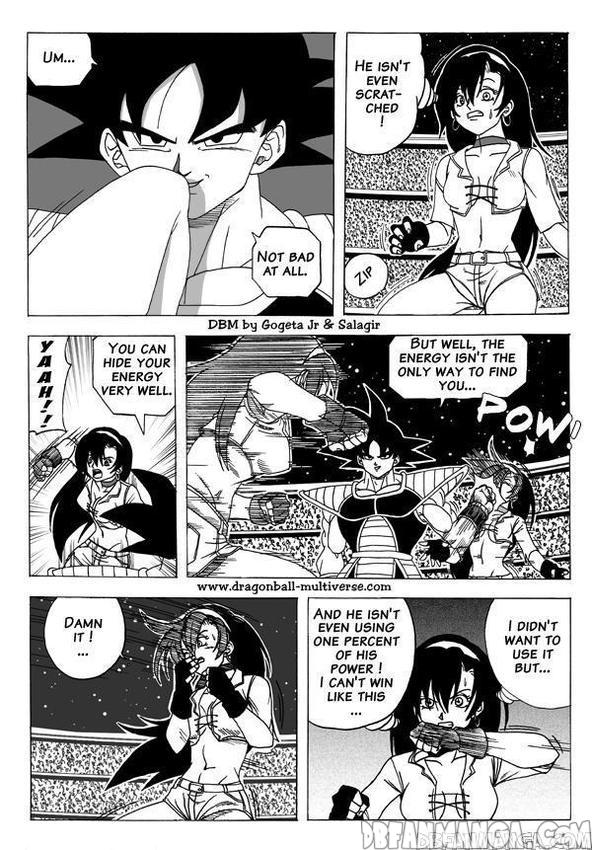 UM...
NOT BAD
AT ALL.
HE ISN'T
EVEN
SCRAT-
CHED !
ZIP
DBM by Gogeta Jr & Salagir
YAAH!!
YOU CAN
HIDE YOUR
ENERGY
VERY WELL.
BUT WELL, THE
ENERGY ISN'T THE
ONLY WAY TO FIND
YOU...
POW!
www.dragonball-multiverse.com
DAMN
IT !
...
AND HE ISN'T
EVEN USING
ONE PERCENT
OF HIS
POWER !
I CAN'T WIN
LIKE THIS
...
I DIDN'T
WANT TO
USE IT
BUT...
DBFANMANGA.COM